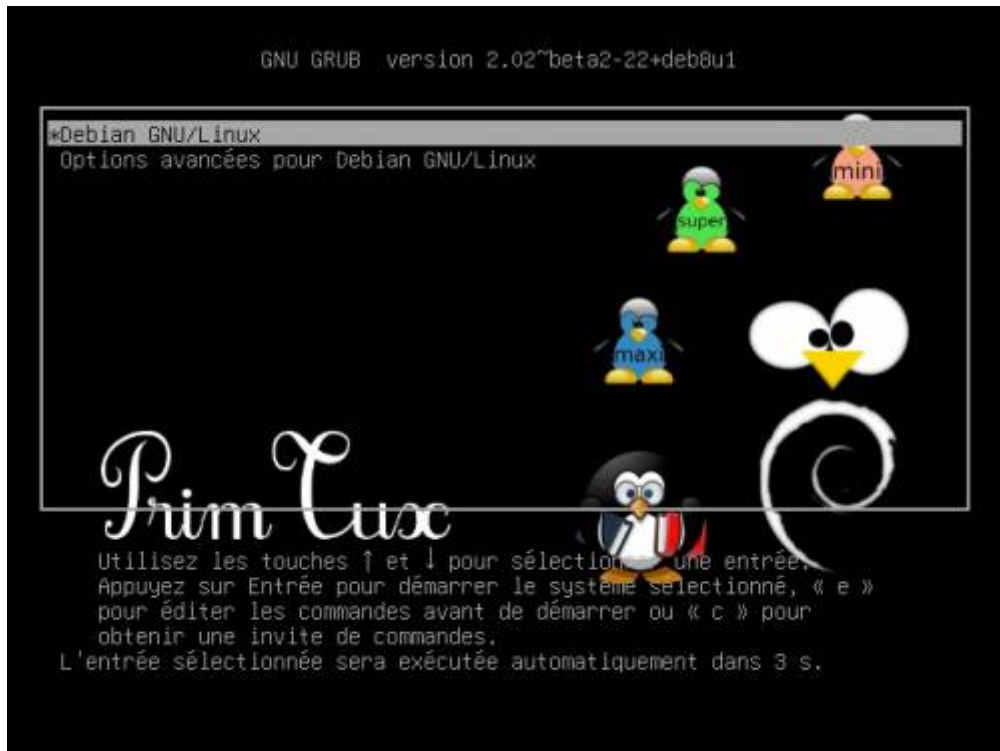 GNU GRUB version 2.02~beta2-22+deb8u1
*Debian GNU/Linux
Options avancées pour Debian GNU/Linux
mini
super
maxi
PrimTux
Utilisez les touches ↑ et ↓ pour sélection une entrée.
Appuyez sur Entrée pour démarrer le système sélectionné, « e »
pour éditer les commandes avant de démarrer ou « c » pour
obtenir une invite de commandes.
L'entrée sélectionnée sera exécutée automatiquement dans 3 s.